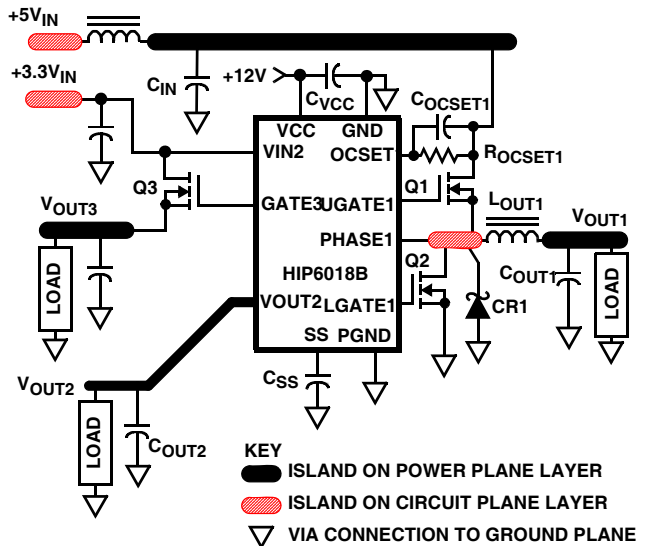 +5VIN
+3.3VIN
CIN
+12V
CVCC
COCSET1
VCC
GND
VIN2
OCSET
ROCSET1
Q3
Q1
GATE3
UGATE1
LOUT1
VOUT3
VOUT1
PHASE1
HIP6018B
Q2
COUT1
LOAD
LOAD
VOUT2
LGATE1
CR1
SS
PGND
CSS
VOUT2
LOAD
COUT2
KEY
ISLAND ON POWER PLANE LAYER
ISLAND ON CIRCUIT PLANE LAYER
VIA CONNECTION TO GROUND PLANE